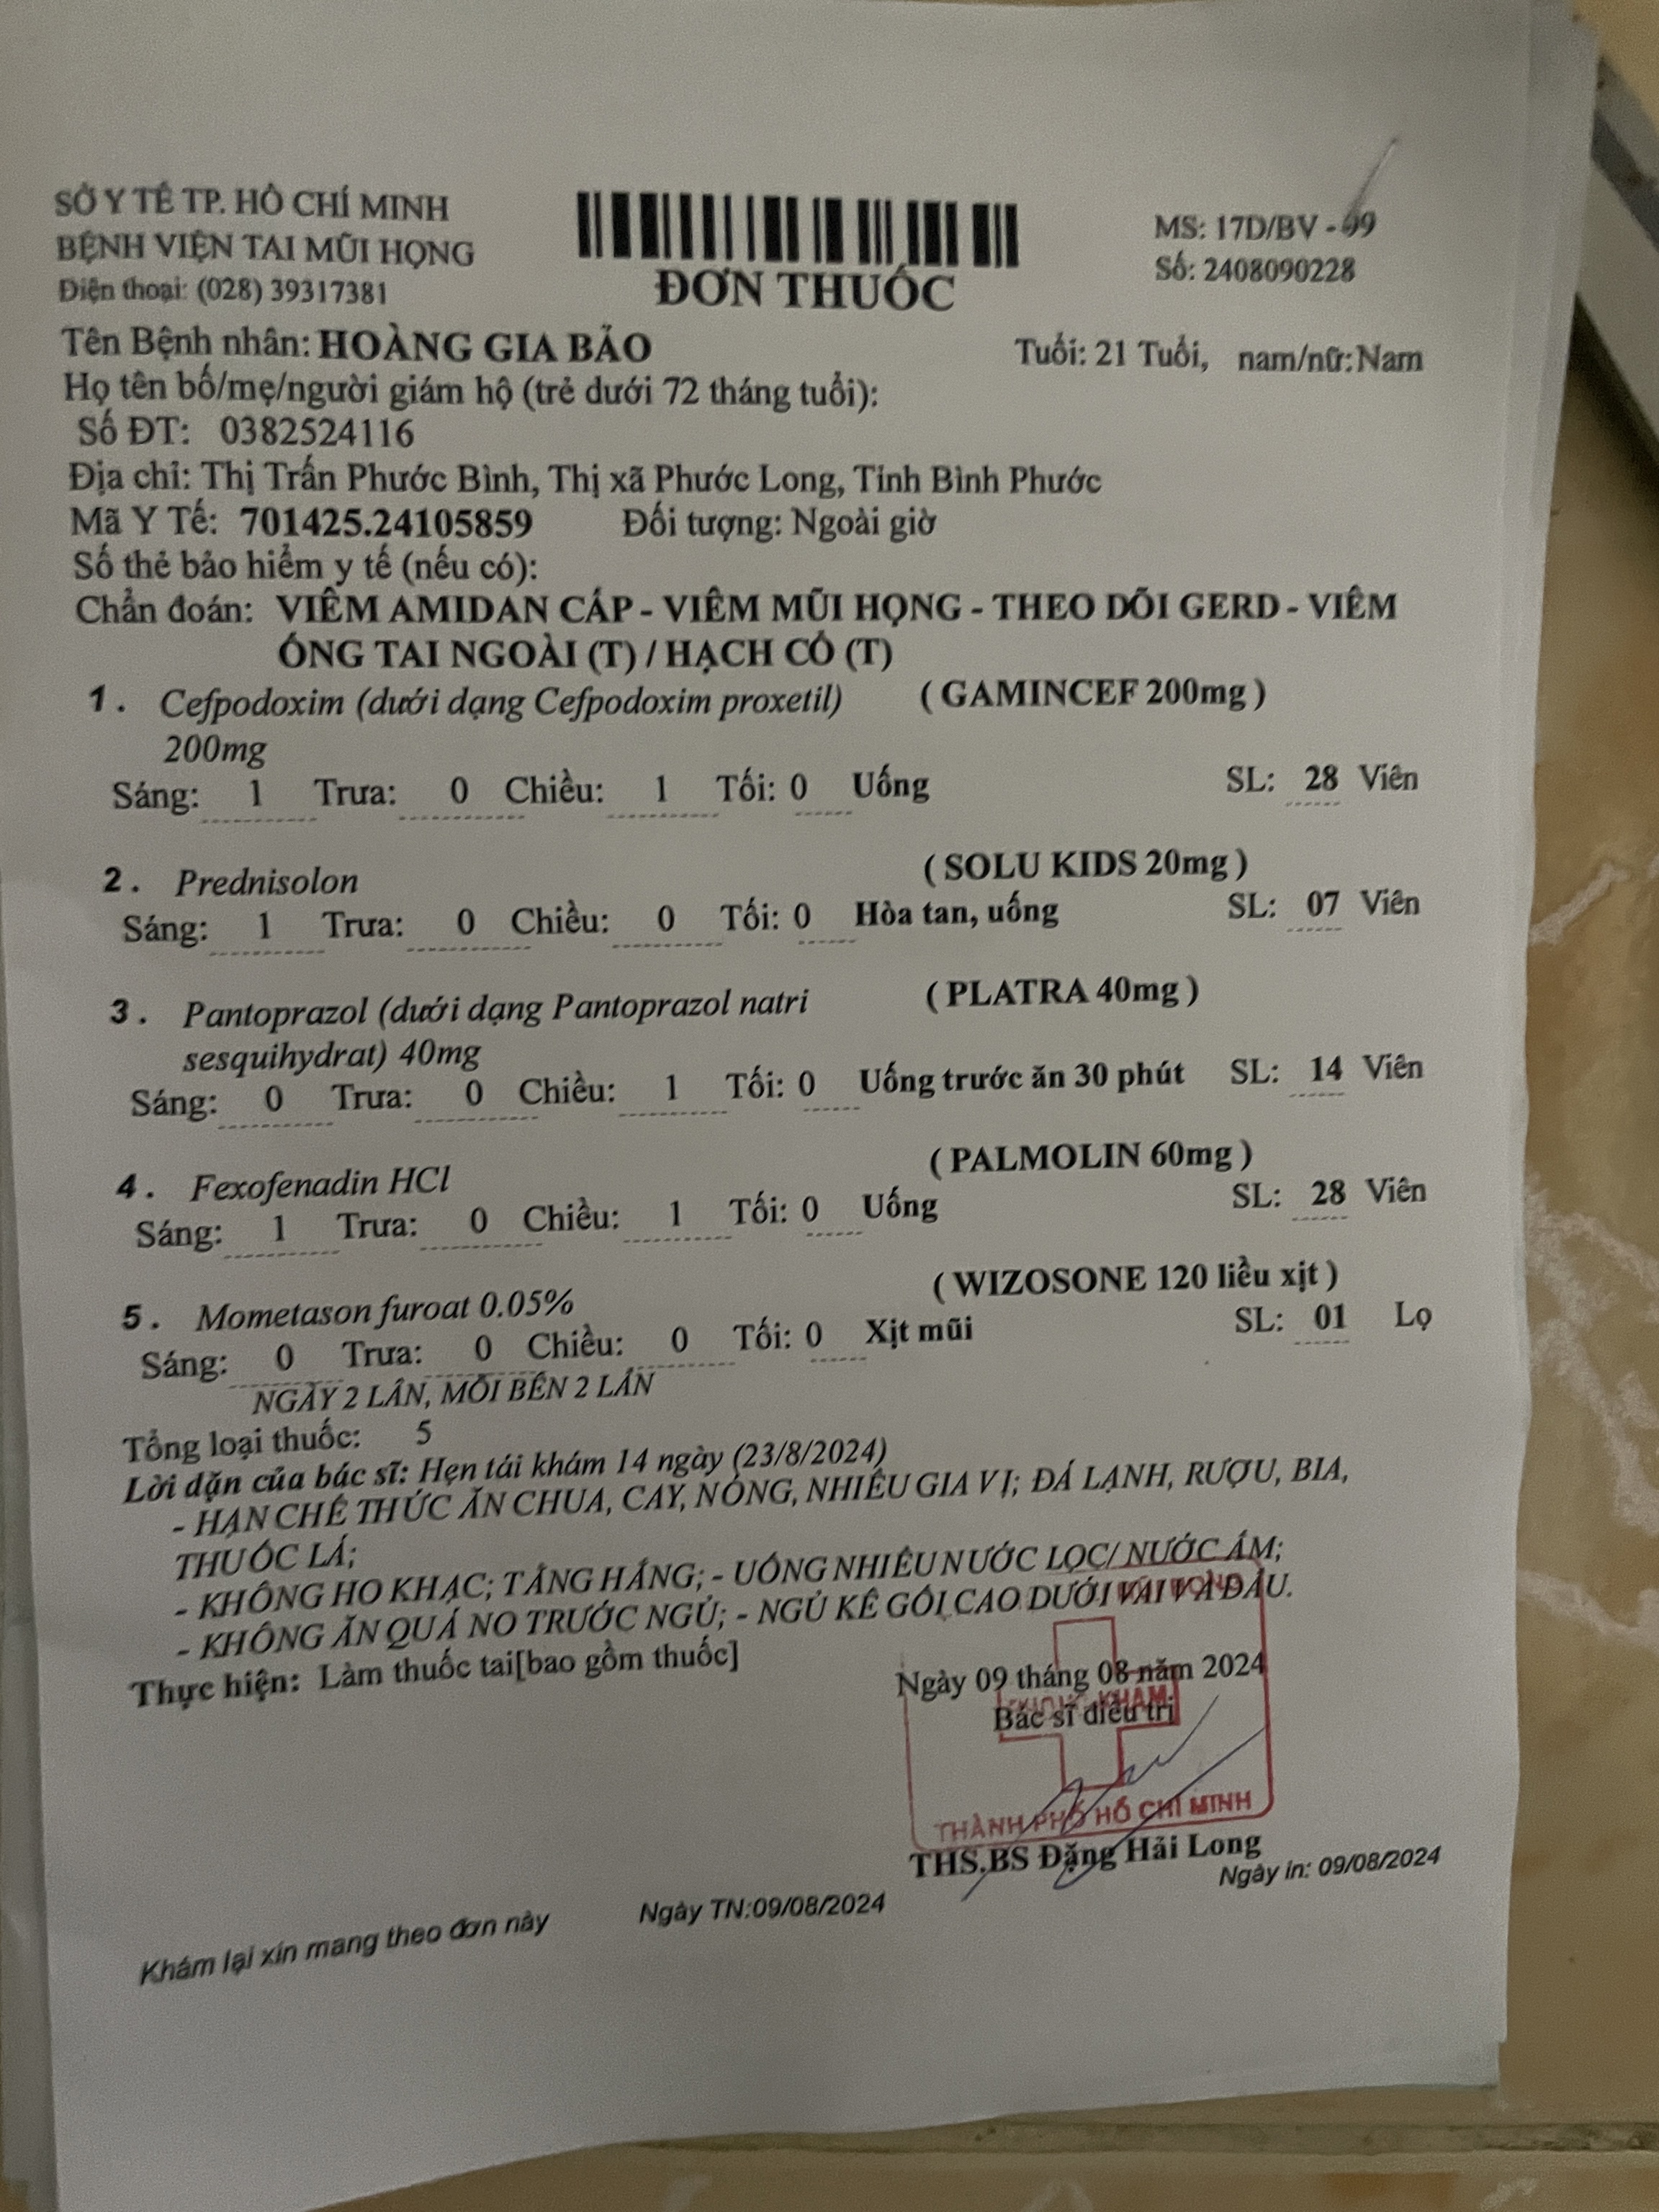 SỞ Y TẾ TP. HỒ CHÍ MINH
BỆNH VIỆN TAI MŨI HỌNG
Điện thoại: (028) 39317381
ĐƠN THUỐC
MS: 17D/BV - 09
Số: 2408090228
Tên Bệnh nhân: HOÀNG GIA BẢO Tuổi: 21 Tuổi, nam/nữ: Nam
Họ tên bố/mẹ/người giám hộ (trẻ dưới 72 tháng tuổi):
Số ĐT: 0382524116
Địa chỉ: Thị Trấn Phước Bình, Thị xã Phước Long, Tỉnh Bình Phước
Mã Y Tế: 701425.24105859 Đối tượng: Ngoài giờ
Số thẻ bảo hiểm y tế (nếu có):
Chẩn đoán: VIÊM AMIDAN CẤP - VIÊM MŨI HỌNG - THEO DÕI GERD - VIÊM
ỐNG TAI NGOÀI (T) / HẠCH CỔ (T)
1. Cefpodoxim (dưới dạng Cefpodoxim proxetil) ( GAMINCEF 200mg )
200mg
Sáng: 1 Trưa: 0 Chiều: 1 Tối: 0 Uống SL: 28 Viên
2. Prednisolon ( SOLU KIDS 20mg )
Sáng: 1 Trưa: 0 Chiều: 0 Tối: 0 Hòa tan, uống SL: 07 Viên
3. Pantoprazol (dưới dạng Pantoprazol natri ( PLATRA 40mg )
sesquihydrat) 40mg
Sáng: 0 Trưa: 0 Chiều: 1 Tối: 0 Uống trước ăn 30 phút SL: 14 Viên
4. Fexofenadin HCl ( PALMOLIN 60mg )
Sáng: 1 Trưa: 0 Chiều: 1 Tối: 0 Uống SL: 28 Viên
5. Mometason furoat 0.05% ( WIZOSONE 120 liều xịt )
Sáng: 0 Trưa: 0 Chiều: 0 Tối: 0 Xịt mũi SL: 01 Lọ
NGÀY 2 LẦN, MỖI BÊN 2 LẦN
Tổng loại thuốc: 5
Lời dặn của bác sĩ: Hẹn tái khám 14 ngày (23/8/2024)
- HẠN CHẾ THỨC ĂN CHUA, CAY, NÓNG, NHIỀU GIA VỊ; ĐÁ LẠNH, RƯỢU, BIA,
THUỐC LÁ;
- KHÔNG HO KHẠC; TẰNG HẮNG; - UỐNG NHIỀU NƯỚC LỌC/ NƯỚC ẤM;
- KHÔNG ĂN QUÁ NO TRƯỚC NGỦ; - NGỦ KÊ GỐI CAO DƯỚI VAI VÀ ĐẦU.
Thực hiện: Làm thuốc tai[bao gồm thuốc]
Ngày 09 tháng 08 năm 2024
Bác sĩ điều trị
KHÁM
THÀNH PHỐ HỒ CHÍ MINH
THS.BS Đặng Hải Long
Ngày in: 09/08/2024
Khám lại xin mang theo đơn này Ngày TN:09/08/2024